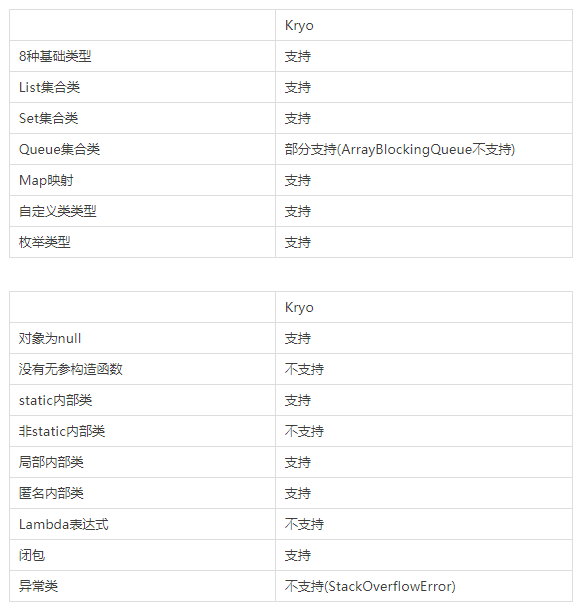 Kryo
8种基础类型 支持
List集合类 支持
Set集合类 支持
Queue集合类 部分支持(ArrayBlockingQueue不支持)
Map映射 支持
自定义类类型 支持
枚举类型 支持
Kryo
对象为null 支持
没有无参构造函数 不支持
static内部类 支持
非static内部类 不支持
局部内部类 支持
匿名内部类 支持
Lambda表达式 不支持
闭包 支持
异常类 不支持(StackOverflowError)